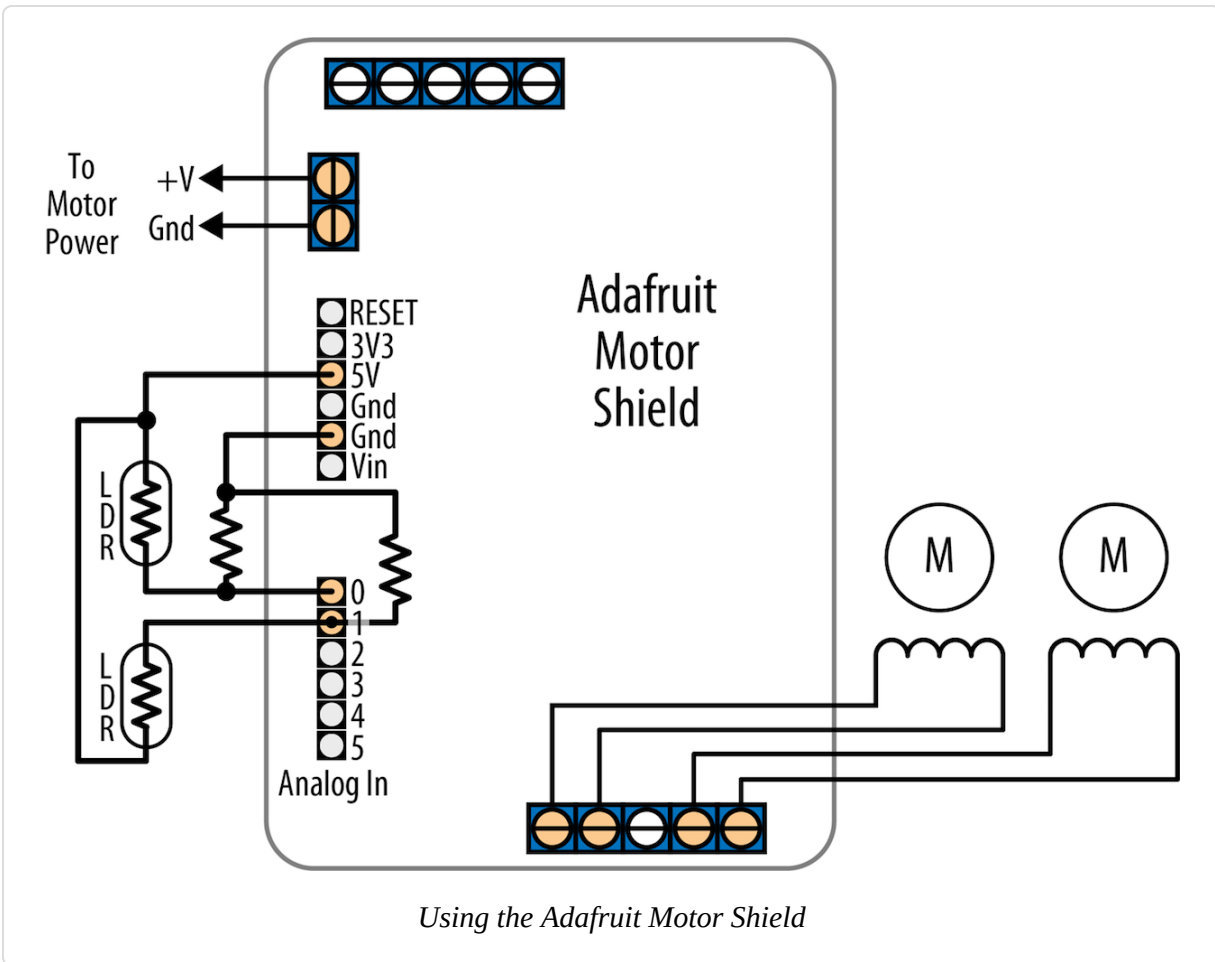 To
Motor
Power
+V
Gnd
Adafruit
Motor
Shield
RESET
3V3
5V
Gnd
Gnd
Vin
L
D
R
L
D
R
0
1
2
3
4
5
Analog In
M
M
Using the Adafruit Motor Shield